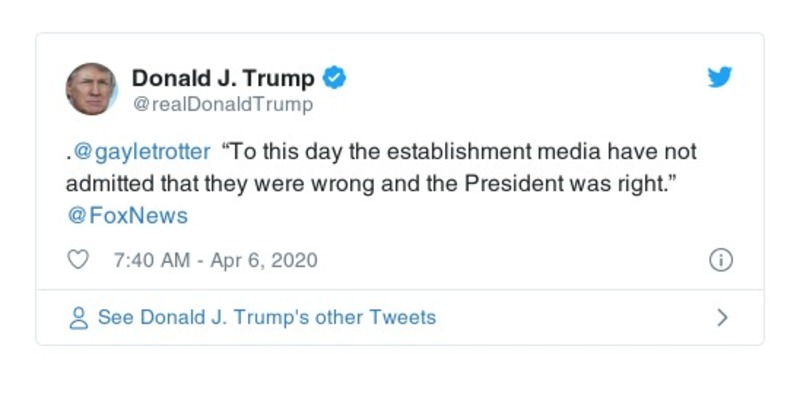 Donald J. Trump
@realDonaldTrump
.@gayletrotter “To this day the establishment media have not
admitted that they were wrong and the President was right.”
@FoxNews
7:40 AM - Apr 6, 2020
See Donald J. Trump's other Tweets